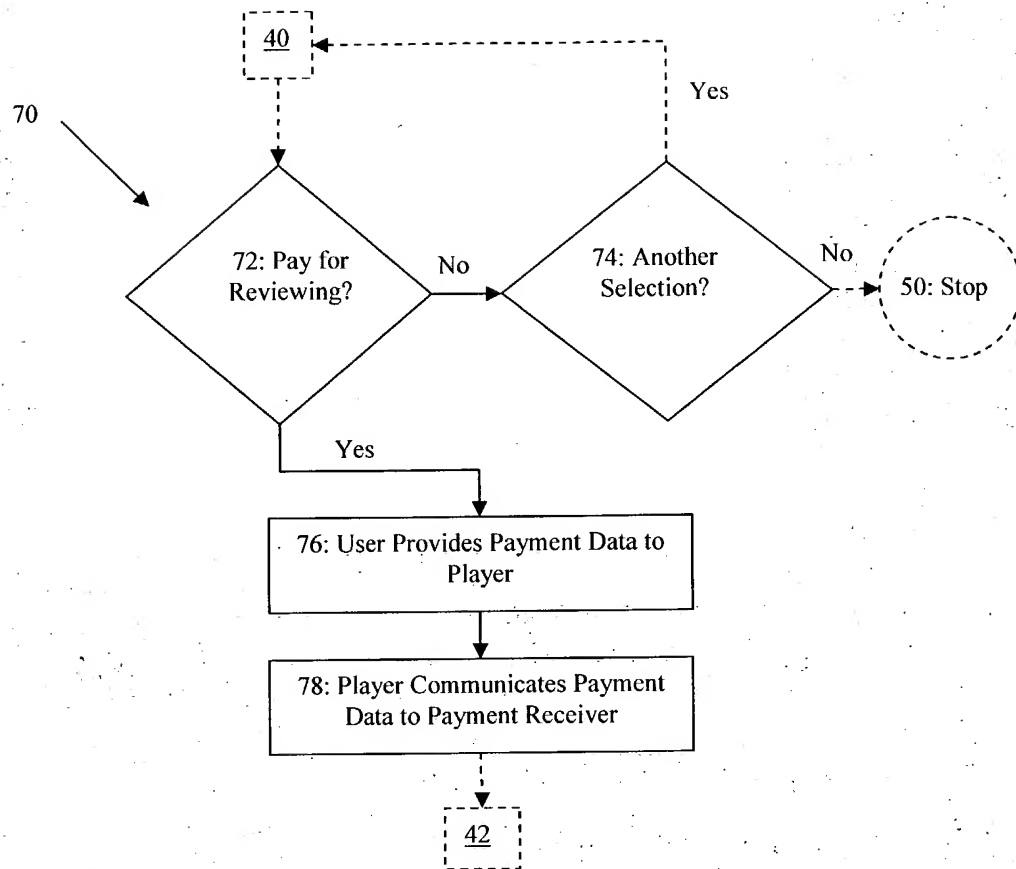 40
Yes
70
72: Pay for
Reviewing?
No
74: Another
Selection?
No
50: Stop
Yes
76: User Provides Payment Data to
Player
78: Player Communicates Payment
Data to Payment Receiver
42